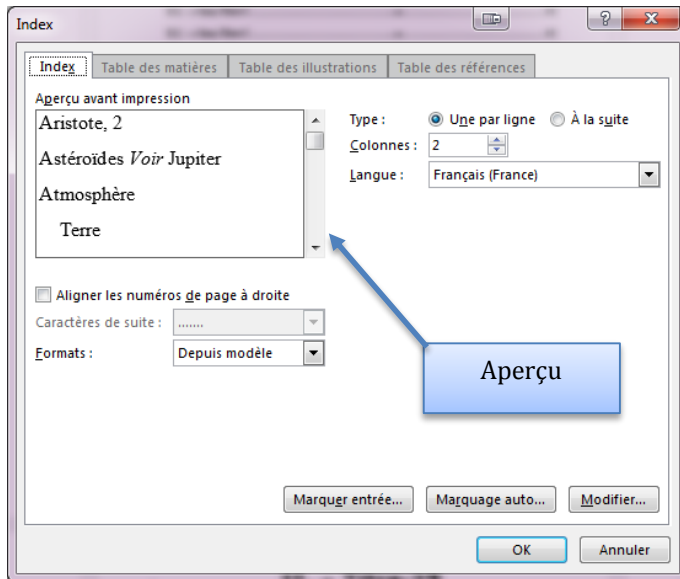 Index
Index Table des matières Table des illustrations Table des références
Aperçu avant impression
Aristote, 2
Astéroïdes Voir Jupiter
Atmosphère
Terre
Type : Une par ligne À la suite
Colonnes : 2
Langue : Français (France)
Aligner les numéros de page à droite
Caractères de suite : .......
Formats : Depuis modèle
Aperçu
Marquer entrée... Marquage auto... Modifier...
OK Annuler